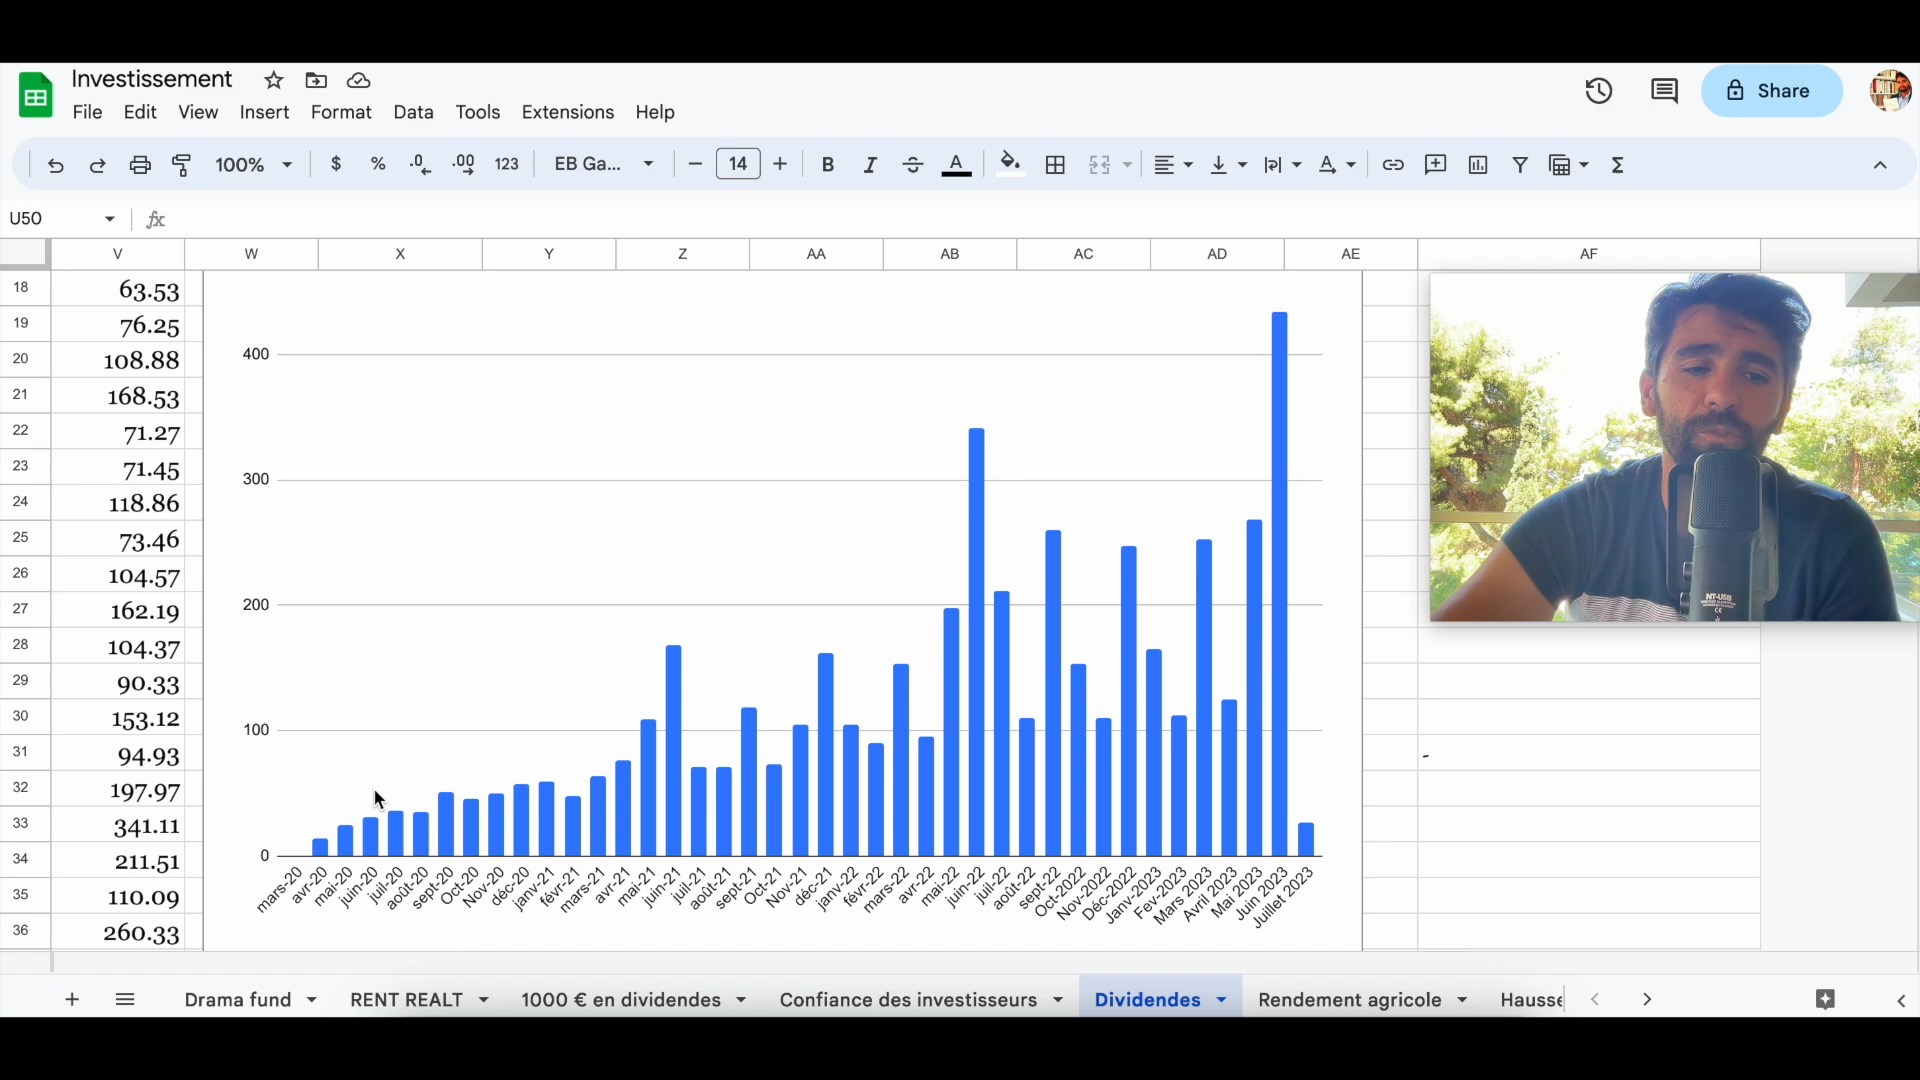 Investissement
Share
File Edit View Insert Format Data Tools Extensions Help
100% $ % .0 .00 123 EB Ga... 14 B I A Σ
U50 fx
V W X Y Z AA AB AC AD AE AF
18 63.53
19 76.25
20 108.88
21 168.53
22 71.27
23 71.45
24 118.86
25 73.46
26 104.57
27 162.19
28 104.37
29 90.33
30 153.12
31 94.93
32 197.97
33 341.11
34 211.51
35 110.09
36 260.33
400
300
200
100
0
mars-20
avr-20
mai-20
juin-20
juil-20
août-20
sept-20
Oct-20
Nov-20
déc-20
janv-21
févr-21
mars-21
avr-21
mai-21
juin-21
juil-21
août-21
sept-21
Oct-21
Nov-21
déc-21
janv-22
févr-22
mars-22
avr-22
mai-22
juin-22
juil-22
août-22
sept-22
Oct-2022
Nov-2022
Déc-2022
Janv-2023
Fev-2023
Mars 2023
Avril 2023
Mai 2023
Juin 2023
Juillet 2023
-
NT-USB
Drama fund RENT REALT 1000 € en dividendes Confiance des investisseurs Dividendes Rendement agricole Hausse